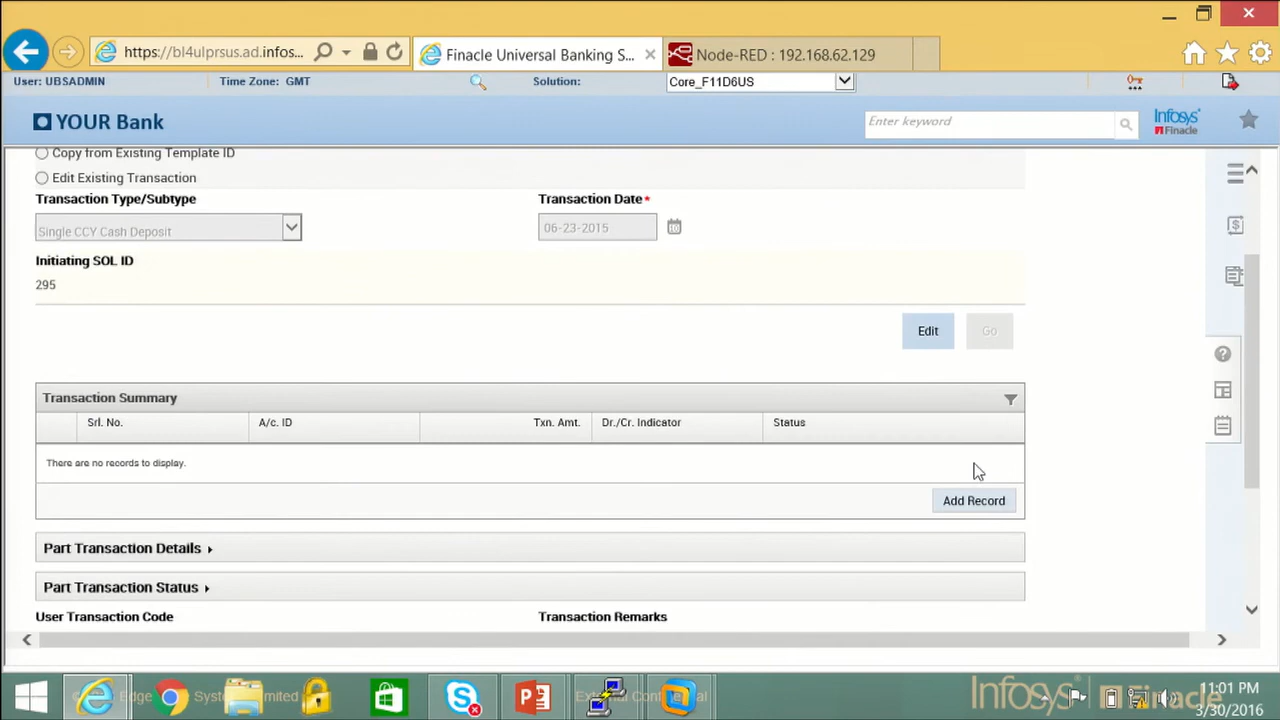 https://bl4ulprsus.ad.infos...
Finacle Universal Banking S...
Node-RED : 192.168.62.129
User: UBSADMIN
Time Zone: GMT
Solution:
Core_F11D6US
YOUR Bank
Enter keyword
Infosys
Finacle
Copy from Existing Template ID
Edit Existing Transaction
Transaction Type/Subtype
Transaction Date*
Single CCY Cash Deposit
06-23-2015
Initiating SOL ID
295
Edit
Go
Transaction Summary
Srl. No.
A/c. ID
Txn. Amt.
Dr./Cr. Indicator
Status
There are no records to display.
Add Record
Part Transaction Details
Part Transaction Status
User Transaction Code
Transaction Remarks
Infosys Finacle
11:01 PM
3/30/2016